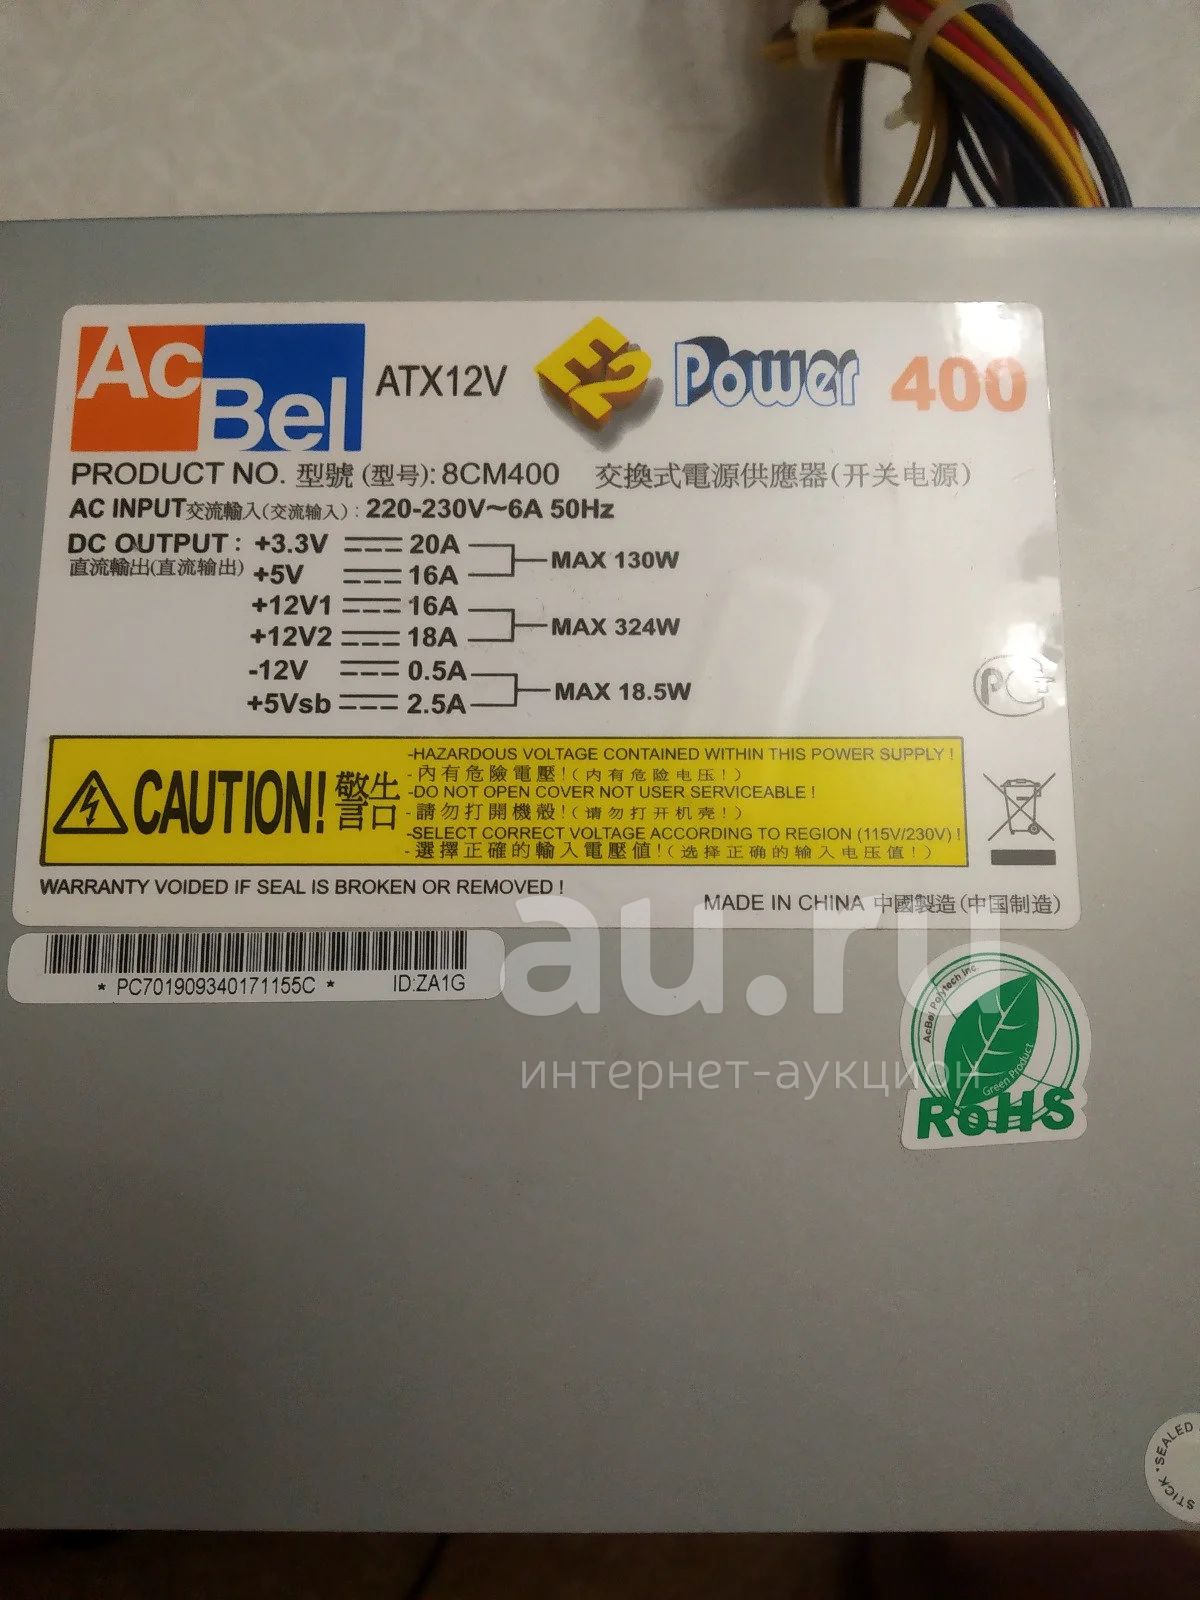 AcBel ATX12V E2 Power 400
PRODUCT NO. 型號 (型号): 8CM400 交換式電源供應器(开关电源)
AC INPUT交流輸入(交流输入): 220-230V~6A 50Hz
DC OUTPUT: +3.3V 20A
直流輸出(直流输出) +5V 16A
MAX 130W
+12V1 16A
+12V2 18A
MAX 324W
-12V 0.5A
+5Vsb 2.5A
MAX 18.5W
PC
CAUTION! 警告
-HAZARDOUS VOLTAGE CONTAINED WITHIN THIS POWER SUPPLY!
-內有危險電壓!(内有危险电压!)
-DO NOT OPEN COVER NOT USER SERVICEABLE!
-請勿打開機殼!(请勿打开机壳!)
-SELECT CORRECT VOLTAGE ACCORDING TO REGION (115V/230V)!
-選擇正確的輸入電壓值!(选择正确的输入电压值!)
WARRANTY VOIDED IF SEAL IS BROKEN OR REMOVED!
MADE IN CHINA 中國製造(中国制造)
* PC701909340171155C * ID:ZA1G
au.ru
интернет-аукцион
AcBel Polytech Inc.
Green Product
RoHS
"SEALED
STICK